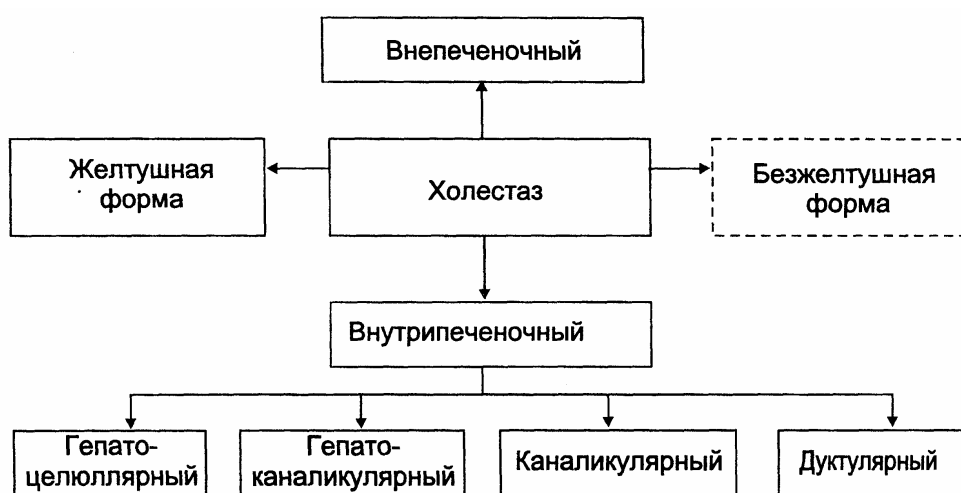 Внепеченочный
Желтушная
форма
Холестаз
Безжелтушная
форма
Внутрипеченочный
Гепато-
целюллярный
Гепато-
каналикулярный
Каналикулярный
Дуктулярный